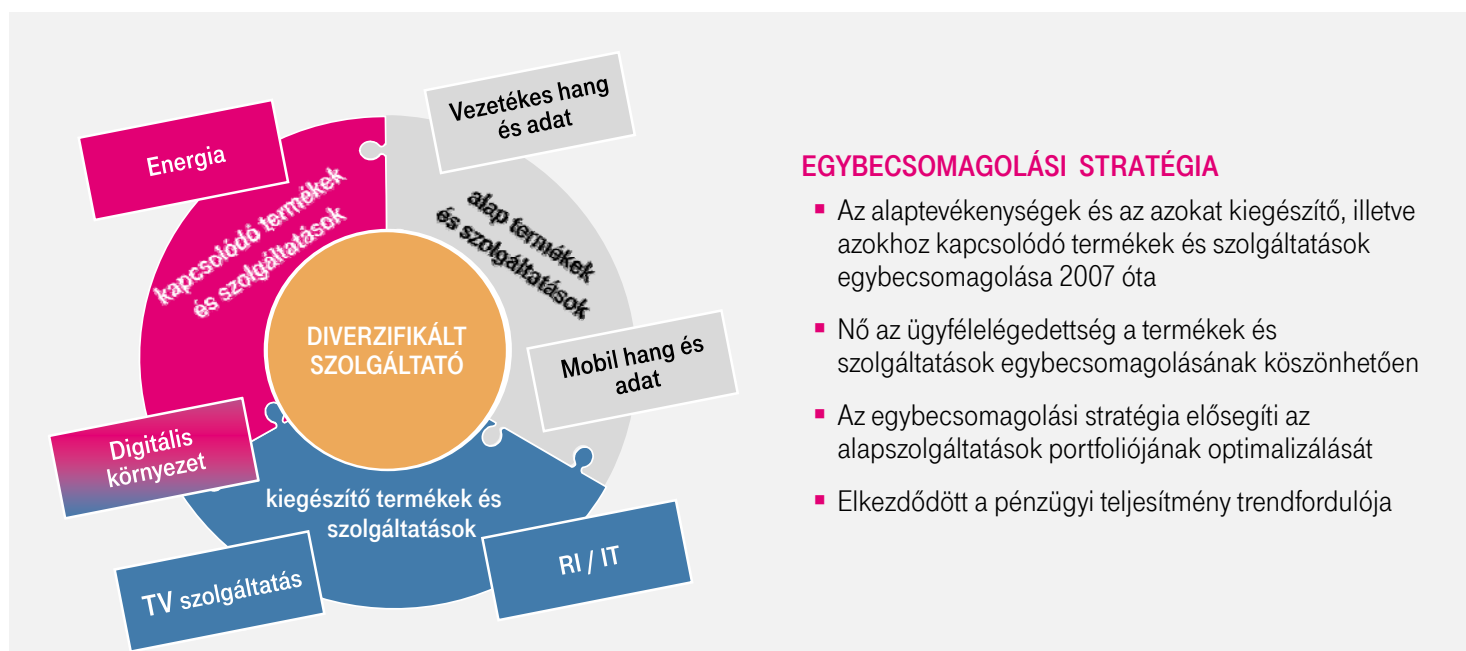 Vezetékes hang
és adat
Energia
kapcsolódó termékek
és szolgáltatások
alap termékek
és szolgáltatások
DIVERZIFIKÁLT
SZOLGÁLTATÓ
Mobil hang és
adat
Digitális
környezet
kiegészítő termékek és
szolgáltatások
TV szolgáltatás
RI / IT
EGYBECSOMAGOLÁSI STRATÉGIA
▪ Az alaptevékenységek és az azokat kiegészítő, illetve
azokhoz kapcsolódó termékek és szolgáltatások
egybecsomagolása 2007 óta
▪ Nő az ügyfélelégedettség a termékek és
szolgáltatások egybecsomagolásának köszönhetően
▪ Az egybecsomagolási stratégia elősegíti az
alapszolgáltatások portfoliójának optimalizálását
▪ Elkezdődött a pénzügyi teljesítmény trendfordulója